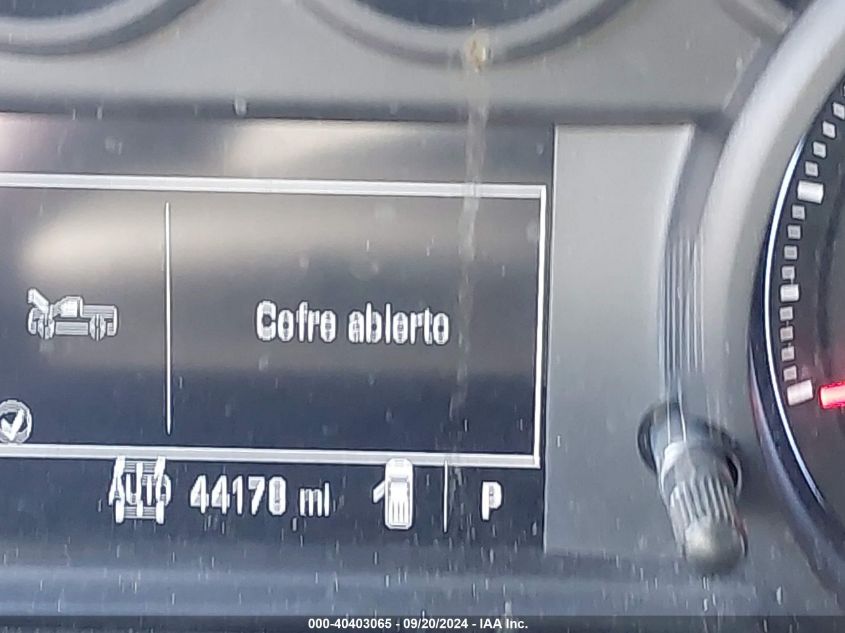 Cofre abierto
AUTO 44170 mi P
000-40403065 - 09/20/2024 - IAA Inc.